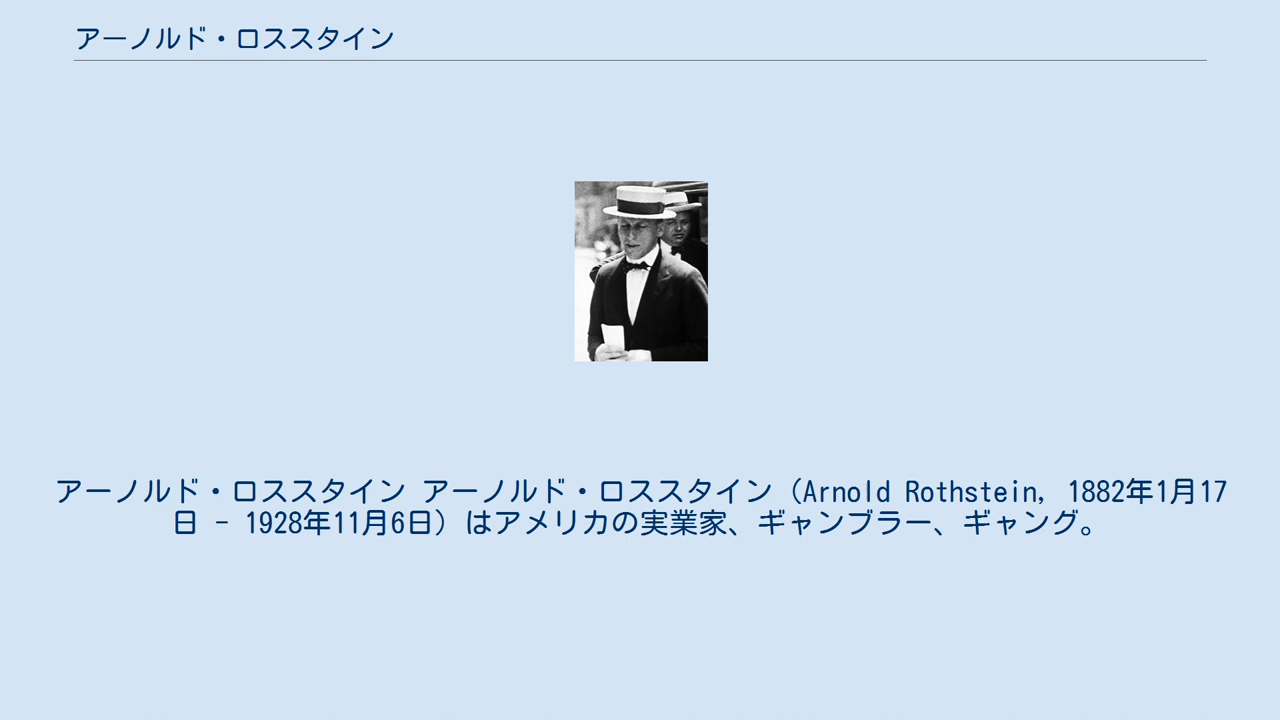 アーノルド・ロススタイン
アーノルド・ロススタイン アーノルド・ロススタイン（Arnold Rothstein, 1882年1月17
日 - 1928年11月6日）はアメリカの実業家、ギャンブラー、ギャング。